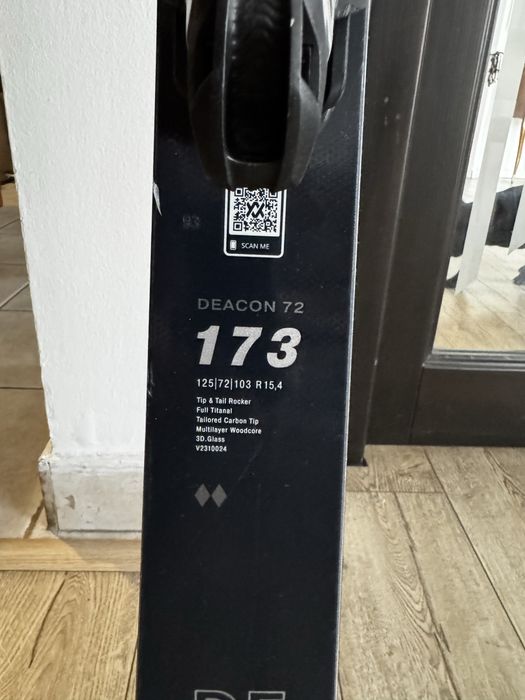 SCAN ME
DEACON 72
173
125|72|103 R15,4
Tip & Tail Rocker
Full Titanal
Tailored Carbon Tip
Multilayer Woodcore
3D.Glass
V2310024